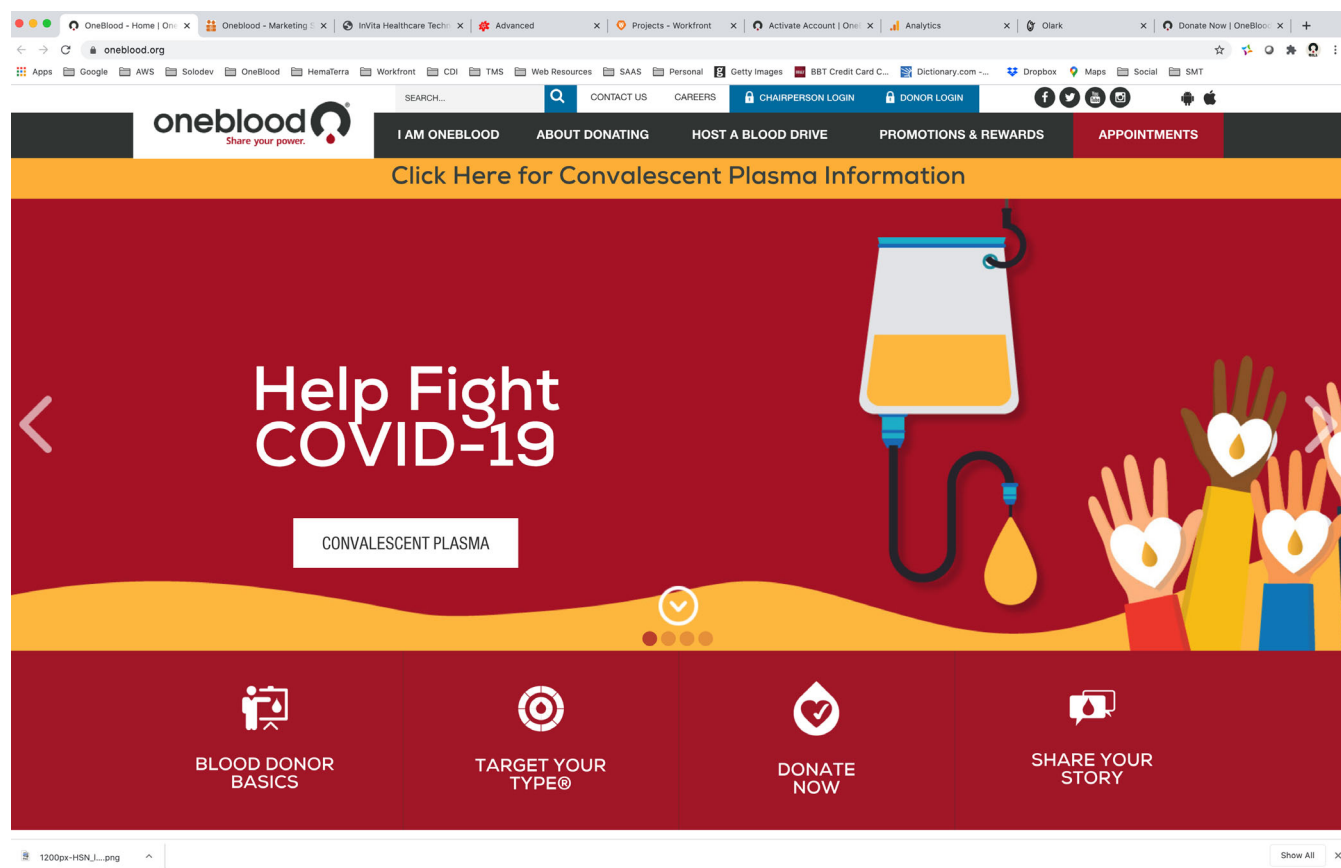 OneBlood - Home | One
Oneblood - Marketing S
InVita Healthcare Techn
Advanced
Projects - Workfront
Activate Account | Onel
Analytics
Olark
Donate Now | OneBlood
oneblood.org
Apps
Google
AWS
Solodev
OneBlood
HemaTerra
Workfront
CDI
TMS
Web Resources
SAAS
Personal
Getty Images
BBT Credit Card C...
Dictionary.com -...
Dropbox
Maps
Social
SMT
SEARCH...
CONTACT US
CAREERS
CHAIRPERSON LOGIN
DONOR LOGIN
oneblood
Share your power.
I AM ONEBLOOD
ABOUT DONATING
HOST A BLOOD DRIVE
PROMOTIONS & REWARDS
APPOINTMENTS
Click Here for Convalescent Plasma Information
Help Fight
COVID-19
CONVALESCENT PLASMA
BLOOD DONOR
BASICS
TARGET YOUR
TYPE®
DONATE
NOW
SHARE YOUR
STORY
1200px-HSN_l....png
Show All